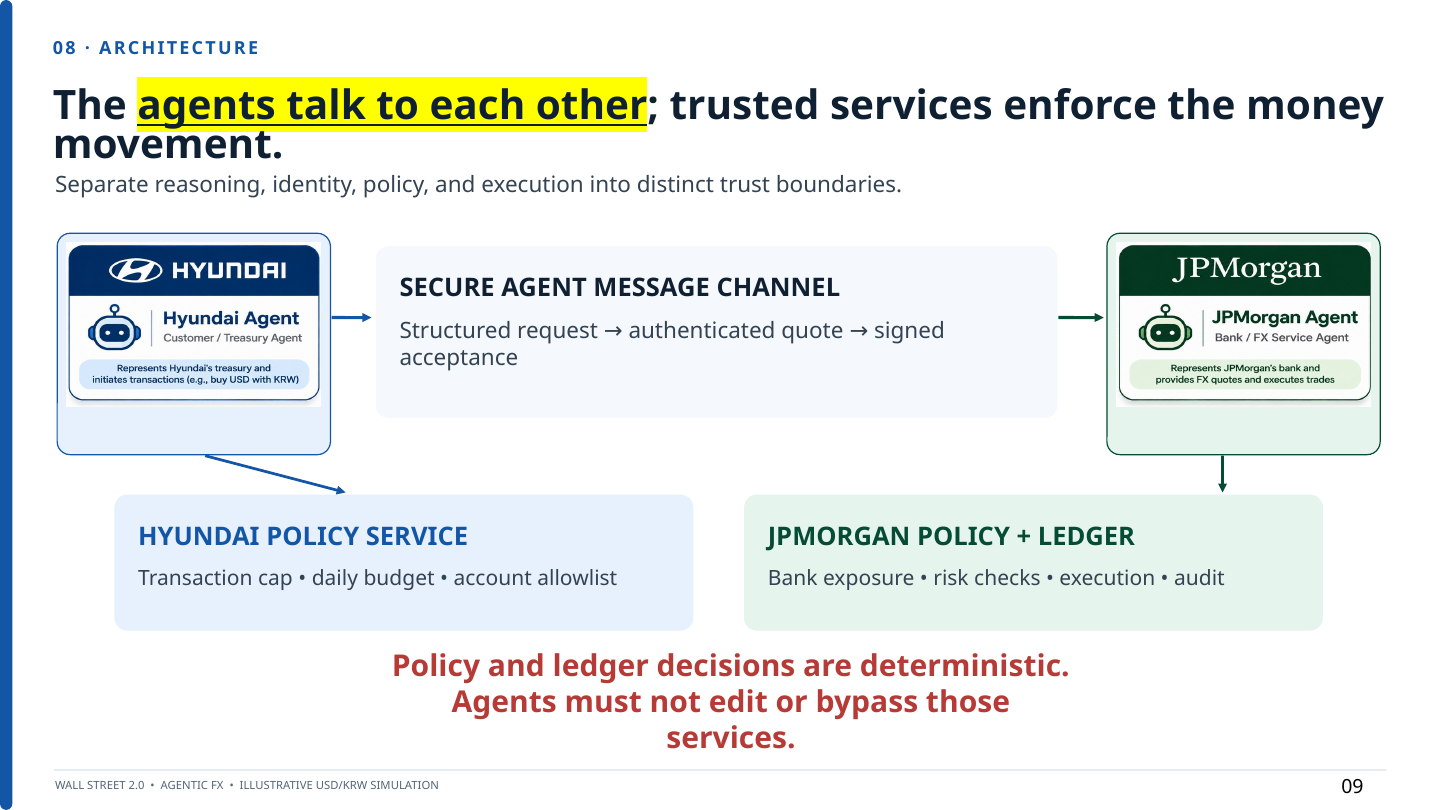 08 · ARCHITECTURE
The agents talk to each other; trusted services enforce the money
movement.
Separate reasoning, identity, policy, and execution into distinct trust boundaries.
HYUNDAI
Hyundai Agent
Customer / Treasury Agent
Represents Hyundai's treasury and
initiates transactions (e.g., buy USD with KRW)
SECURE AGENT MESSAGE CHANNEL
Structured request → authenticated quote → signed
acceptance
JPMorgan
JPMorgan Agent
Bank / FX Service Agent
Represents JPMorgan's bank and
provides FX quotes and executes trades
HYUNDAI POLICY SERVICE
Transaction cap • daily budget • account allowlist
JPMORGAN POLICY + LEDGER
Bank exposure • risk checks • execution • audit
Policy and ledger decisions are deterministic.
Agents must not edit or bypass those
services.
WALL STREET 2.0 • AGENTIC FX • ILLUSTRATIVE USD/KRW SIMULATION
09